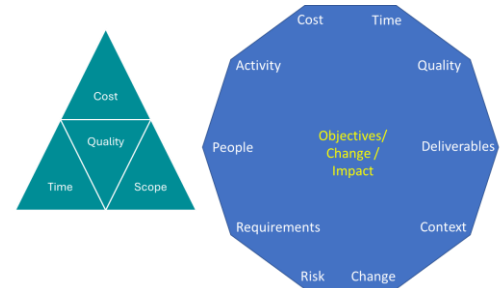 Cost
Quality
Time
Scope
Cost
Time
Activity
Quality
People
Objectives/
Change /
Impact
Deliverables
Requirements
Context
Risk
Change